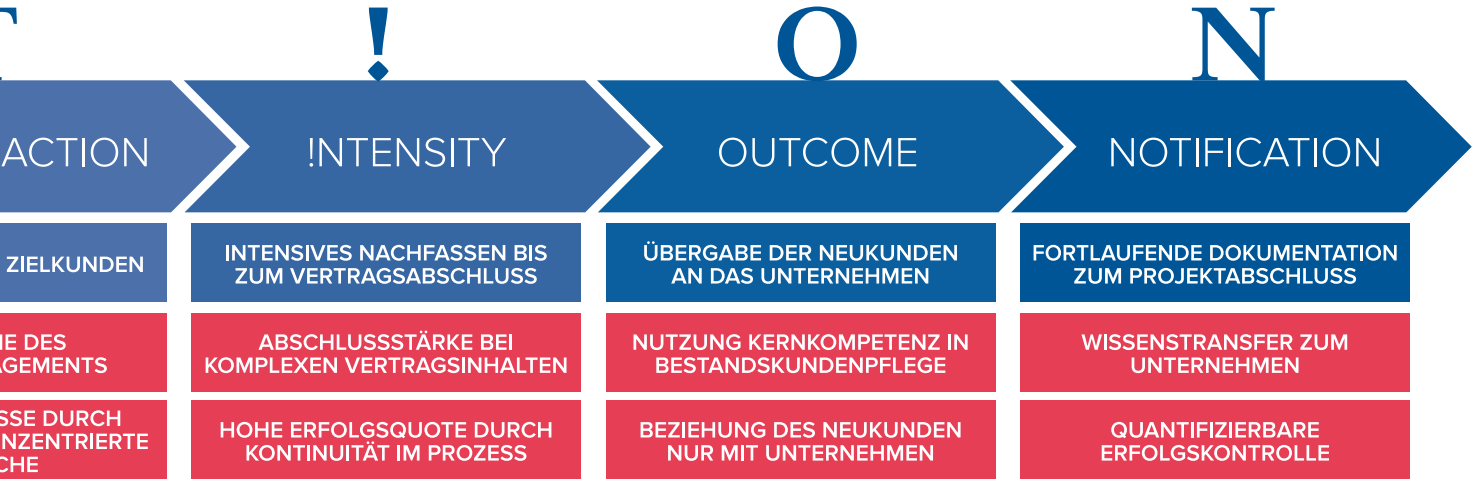 ! O N
ACTION !NTENSITY OUTCOME NOTIFICATION
ZIELKUNDEN
INTENSIVES NACHFASSEN BIS
ZUM VERTRAGSABSCHLUSS
ÜBERGABE DER NEUKUNDEN
AN DAS UNTERNEHMEN
FORTLAUFENDE DOKUMENTATION
ZUM PROJEKTABSCHLUSS
DES
ABSCHLUSSSTÄRKE BEI
KOMPLEXEN VERTRAGSINHALTEN
NUTZUNG KERNKOMPETENZ IN
BESTANDSKUNDENPFLEGE
WISSENSTRANSFER ZUM
UNTERNEHMEN
DURCH
HOHE ERFOLGSQUOTE DURCH
KONTINUITÄT IM PROZESS
BEZIEHUNG DES NEUKUNDEN
NUR MIT UNTERNEHMEN
QUANTIFIZIERBARE
ERFOLGSKONTROLLE